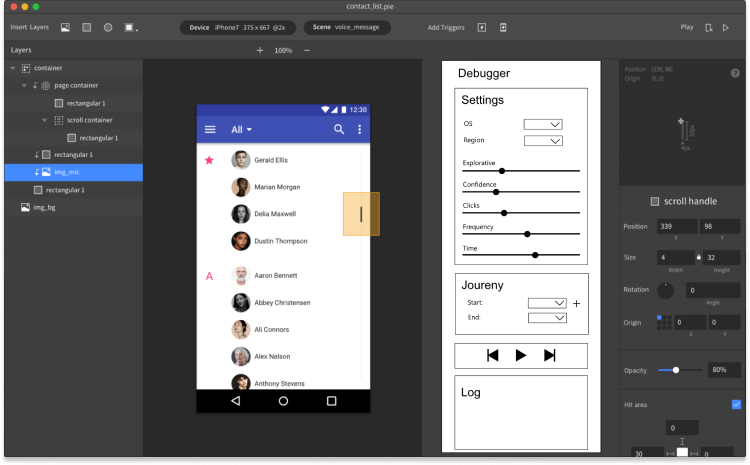 contact_list.pie
Insert Layers
Device iPhone7 375 x 667 @2x
Scene voice_message
Add Triggers
Play
Layers
+ 100% −
container
page container
rectangular 1
scroll container
rectangular 1
rectangular 1
img_mic
rectangular 1
img_bg
12:30
All
Gerald Ellis
Marian Morgan
Delia Maxwell
Dustin Thompson
A
Aaron Bennett
Abbey Christensen
Ali Connors
Alex Nelson
Anthony Stevens
Debugger
Settings
OS
Region
Explorative
Confidence
Clicks
Frequency
Time
Joureny
Start:
+
End:
Log
Position [339, 98]
Origin [0, 0]
?
32px
4px
scroll handle
Position 339 98
X Y
Size 4 32
Width Height
Rotation 0
Angle
Origin 0 0
X Y
Opacity 80%
Hit area
0
30 0